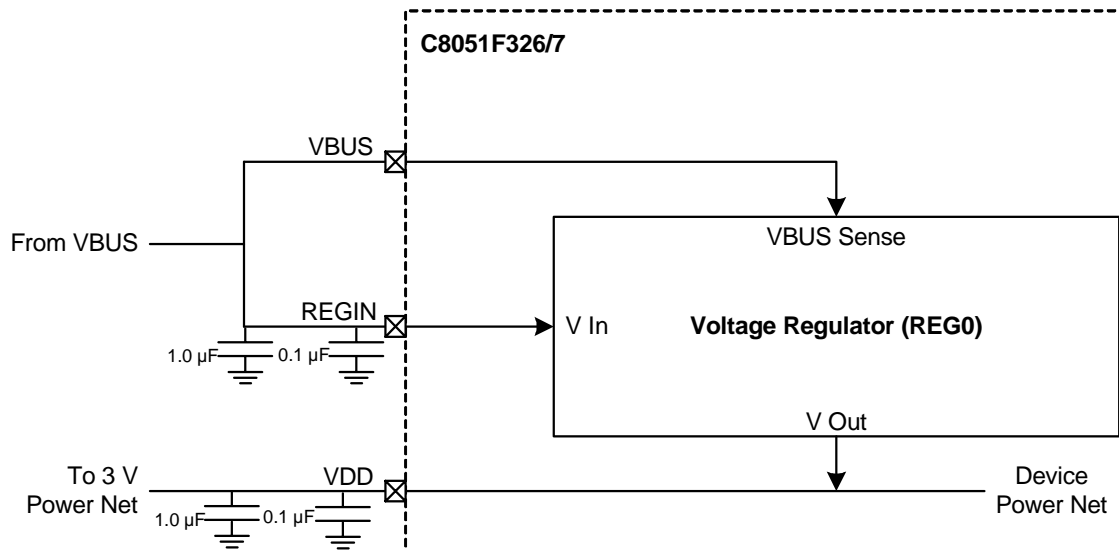 C8051F326/7
VBUS
From VBUS
VBUS Sense
REGIN
V In
Voltage Regulator (REG0)
1.0 µF
0.1 µF
V Out
To 3 V
Power Net
VDD
Device
Power Net
1.0 µF
0.1 µF